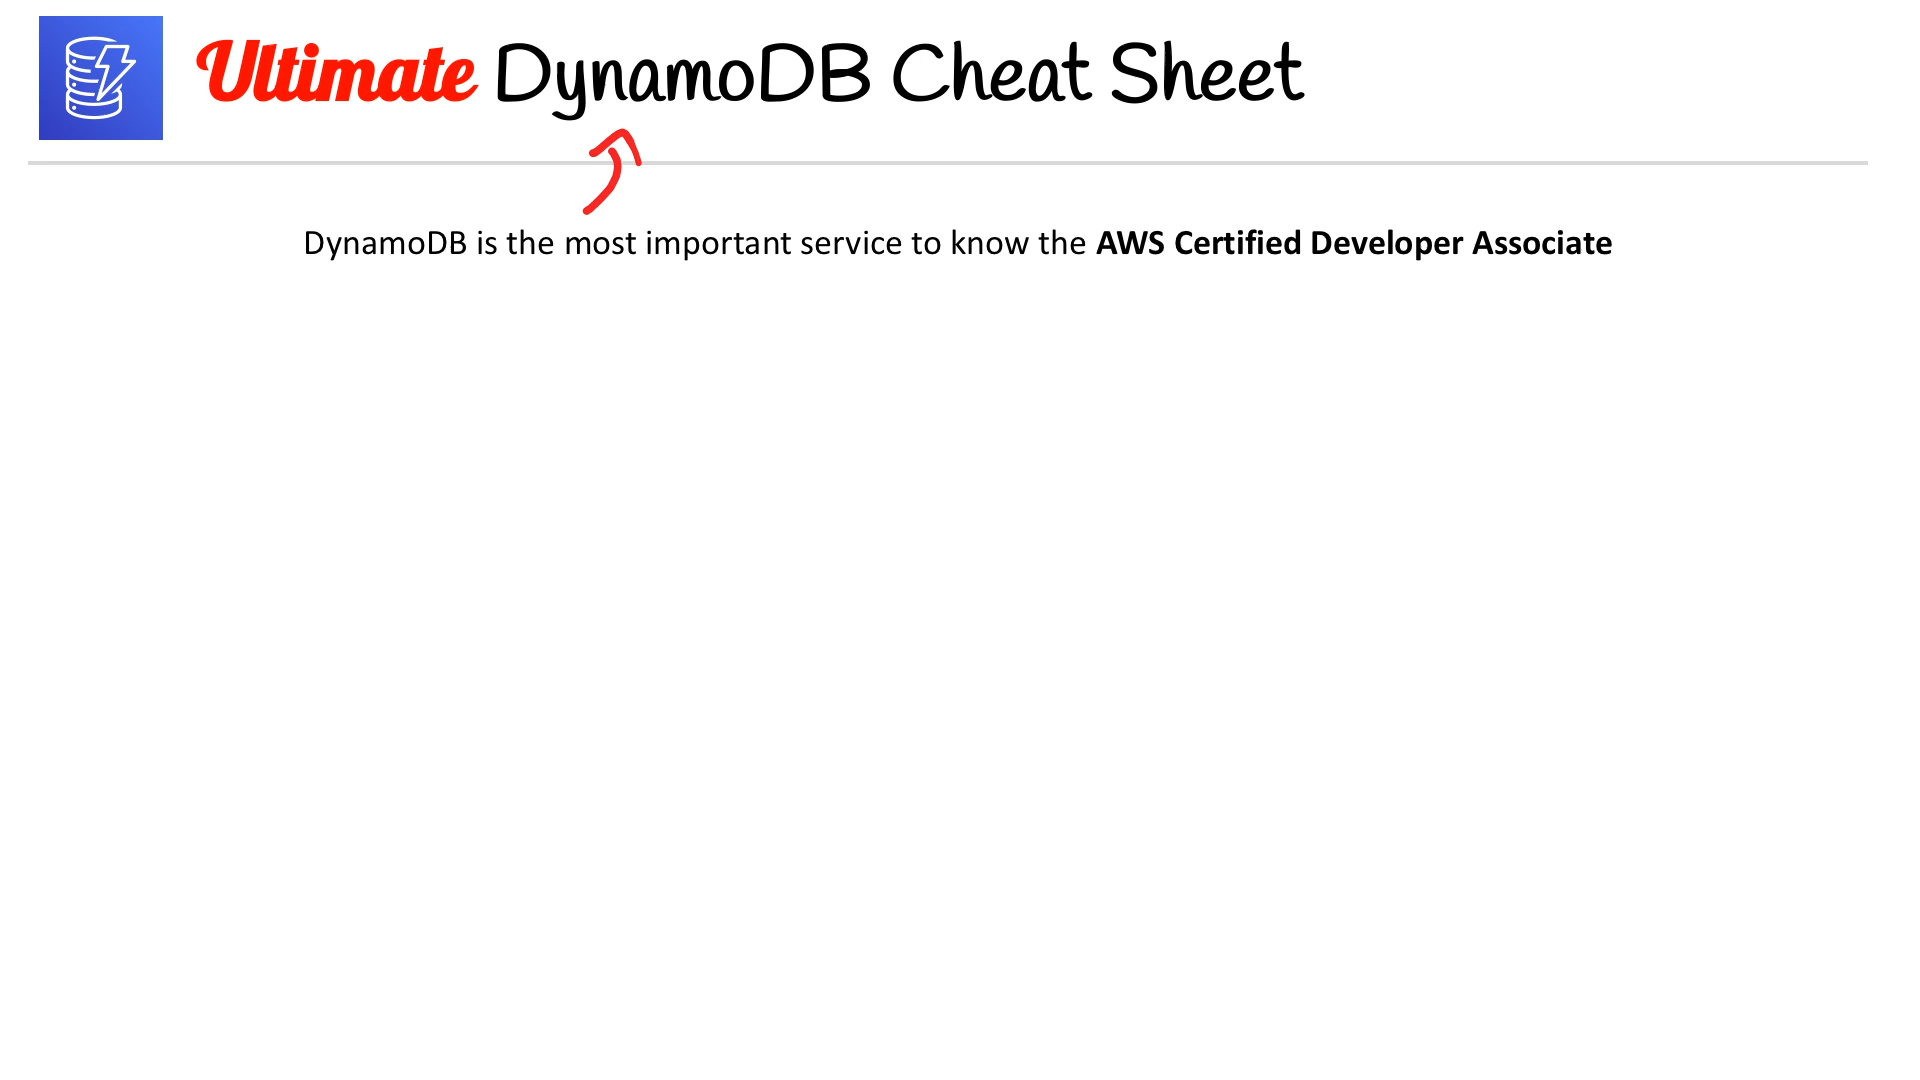 Ultimate DynamoDB Cheat Sheet
DynamoDB is the most important service to know the AWS Certified Developer Associate